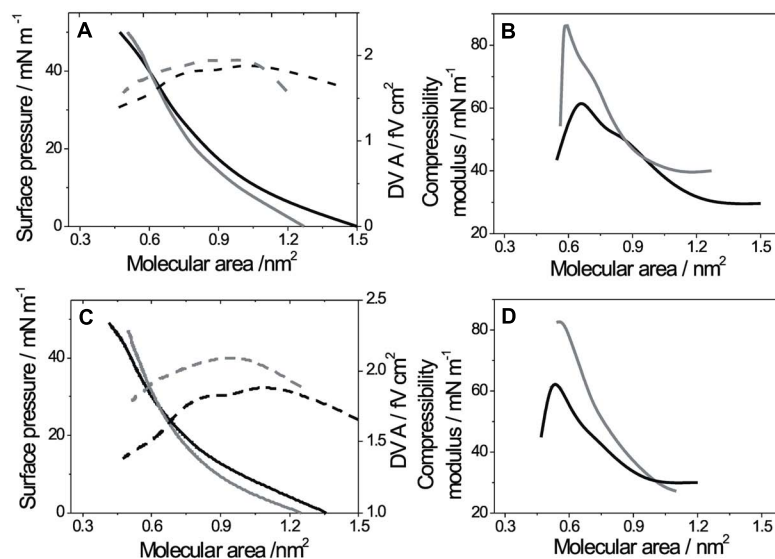 A
Surface pressure / mN m-1
40
20
0
0.3 0.6 0.9 1.2 1.5
Molecular area /nm2
2
1
0
DV A / fV cm2
B
Compressibility
modulus / mN m-1
80
60
40
20
0.3 0.6 0.9 1.2 1.5
Molecular area / nm2
C
Surface pressure / mN m-1
40
20
0
0.3 0.6 0.9 1.2 1.5
Molecular area /nm2
2.5
2.0
1.5
1.0
DV A / fV cm2
D
Compressibility
modulus / mN m-1
80
60
40
20
0.3 0.6 0.9 1.2 1.5
Molecular area / nm2